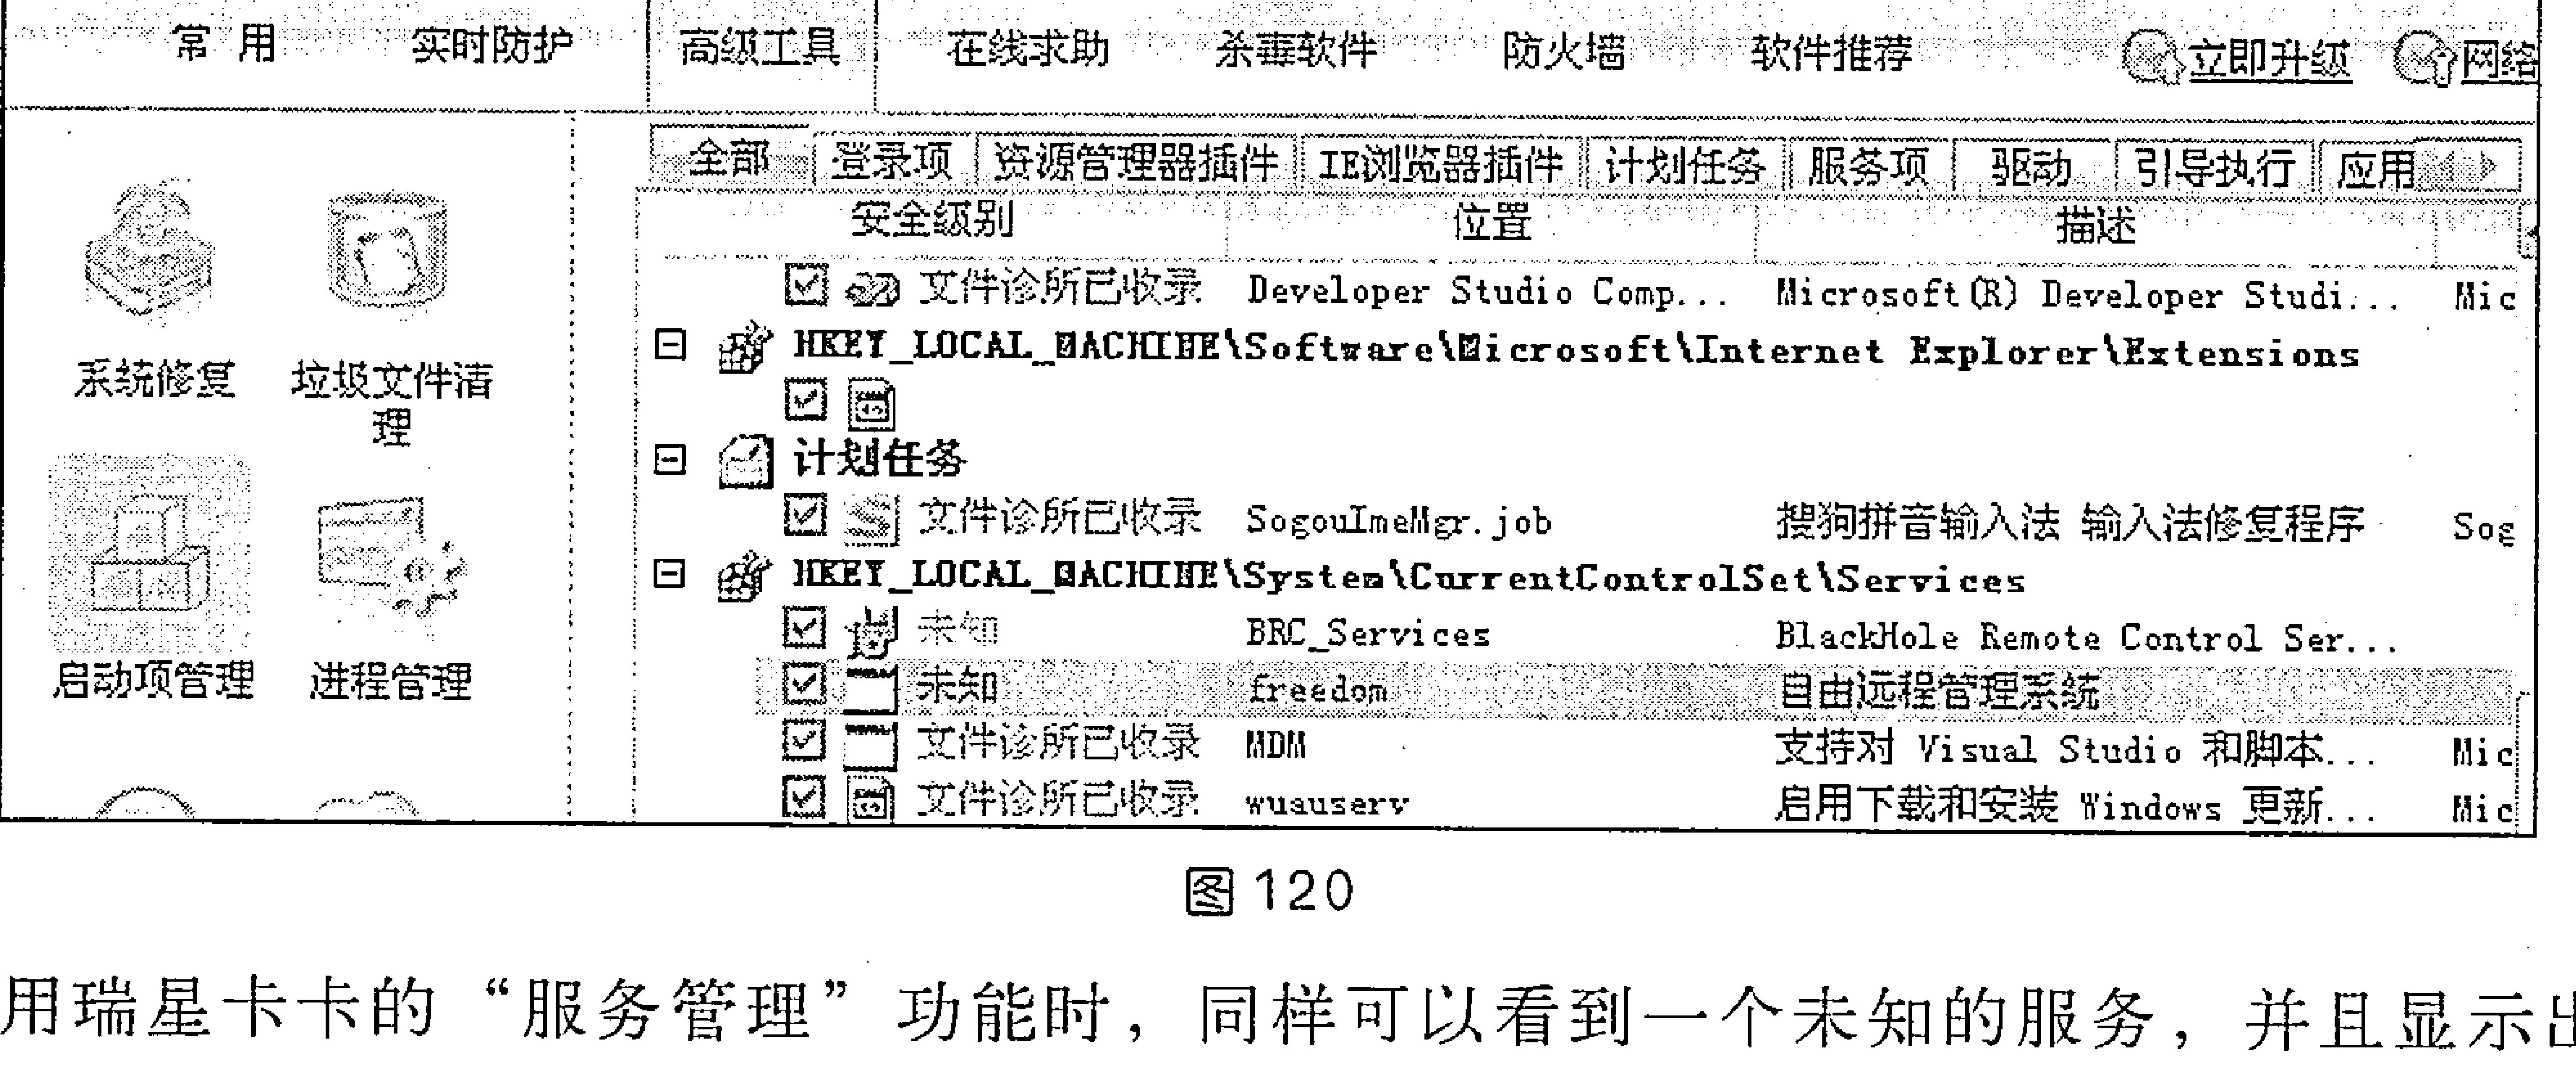 常 用 实时防护 高级工具 在线求助 杀毒软件 防火墙 软件推荐 立即升级 网络
全部 登录项 资源管理器插件 IE浏览器插件 计划任务 服务项 驱动 引导执行 应用
安全级别 位置 描述
文件诊所已收录 Developer Studio Comp... Microsoft(R) Developer Studi... Mic
HKEY_LOCAL_MACHINE\Software\Microsoft\Internet Explorer\Extensions
系统修复 垃圾文件清
理
计划任务
文件诊所已收录 SogouImeMgr.job 搜狗拼音输入法 输入法修复程序 Sog
HKEY_LOCAL_MACHINE\System\CurrentControlSet\Services
未知 BRC_Services BlackHole Remote Control Ser...
启动项管理 进程管理
未知 freedom 自由远程管理系统
文件诊所已收录 MDM 支持对 Visual Studio 和脚本... Mic
文件诊所已收录 wuauserv 启用下载和安装 Windows 更新... Mic
图 120
用瑞星卡卡的“服务管理”功能时，同样可以看到一个未知的服务，并且显示出